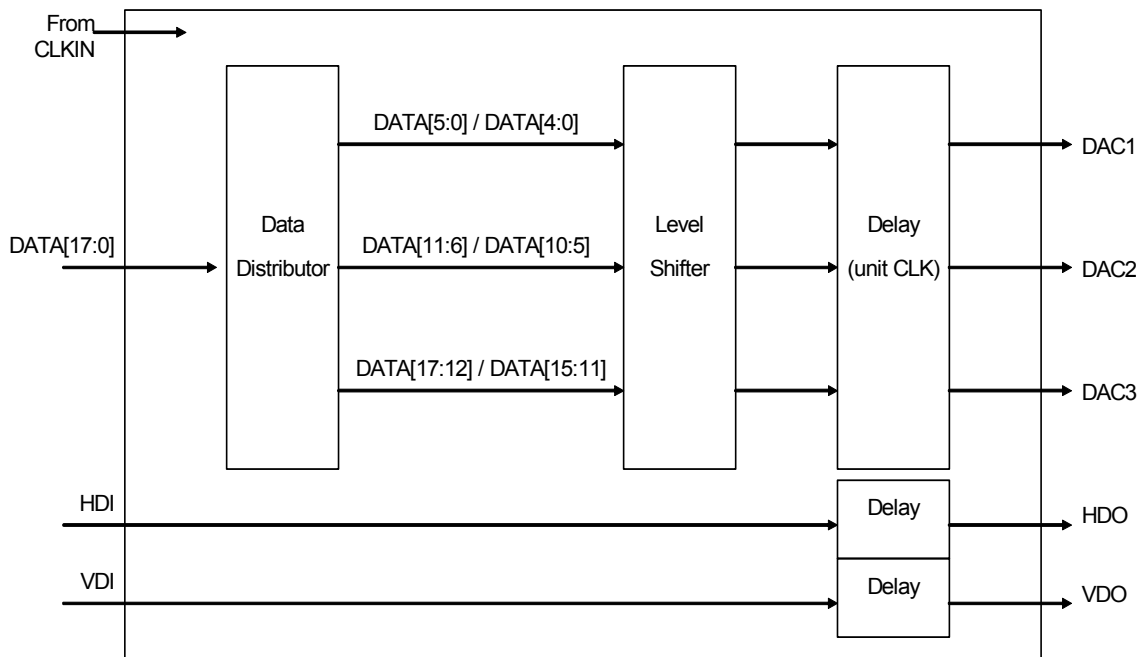 From
CLKIN
DATA[5:0] / DATA[4:0]
DAC1
Data
Distributor
Level
Shifter
Delay
(unit CLK)
DATA[17:0]
DATA[11:6] / DATA[10:5]
DAC2
DATA[17:12] / DATA[15:11]
DAC3
HDI
Delay
HDO
VDI
Delay
VDO